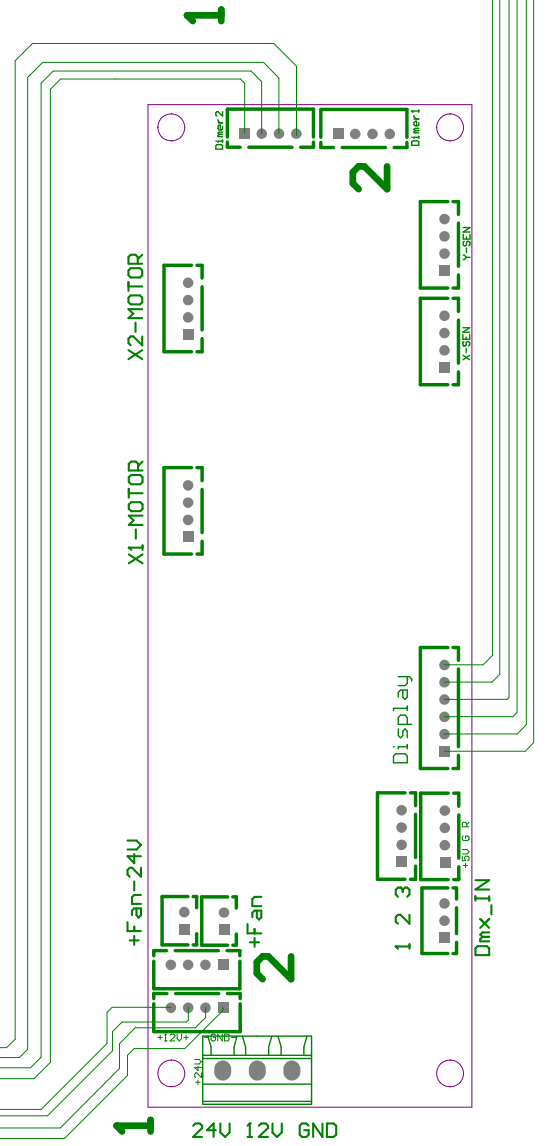 1
Dimer2
Dimer1
2
Y-SEN
X2-MOTOR
X-SEN
X1-MOTOR
Display
+5V G R
+Fan-24V
+Fan
1 2 3
Dmx_IN
2
+12V+
-GND-
+24V
1
24V 12V GND